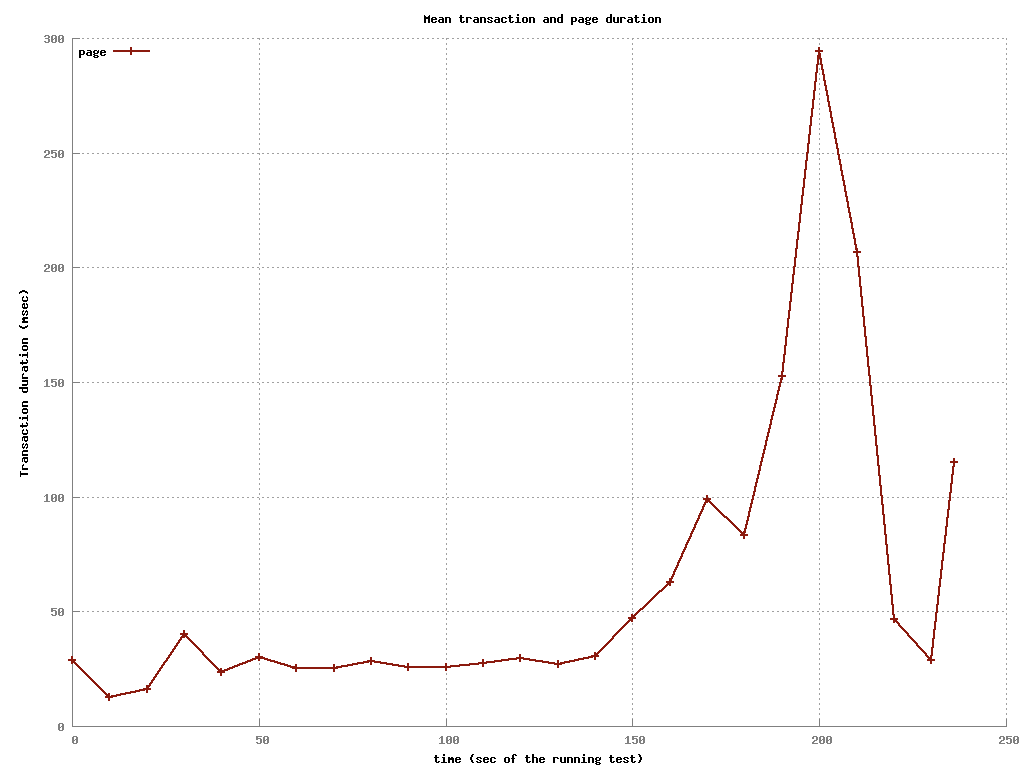 Mean transaction and page duration
page
300
250
200
150
100
50
0
Transaction duration (msec)
0 50 100 150 200 250
time (sec of the running test)